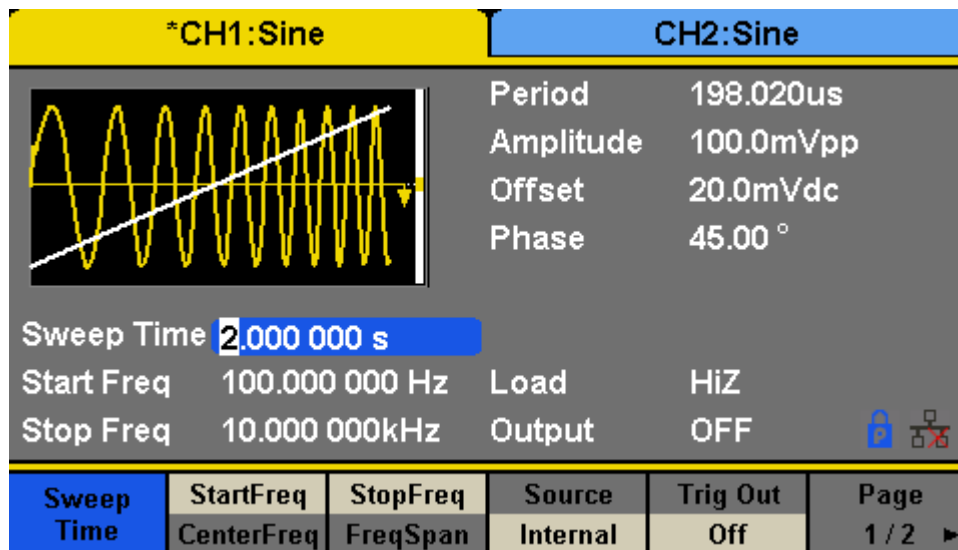 *CH1:Sine CH2:Sine
Period 198.020us
Amplitude 100.0mVpp
Offset 20.0mVdc
Phase 45.00 °
Sweep Time 2.000 000 s
Start Freq 100.000 000 Hz Load HiZ
Stop Freq 10.000 000kHz Output OFF
P
Sweep Time StartFreq StopFreq Source Trig Out Page
CenterFreq FreqSpan Internal Off 1 / 2